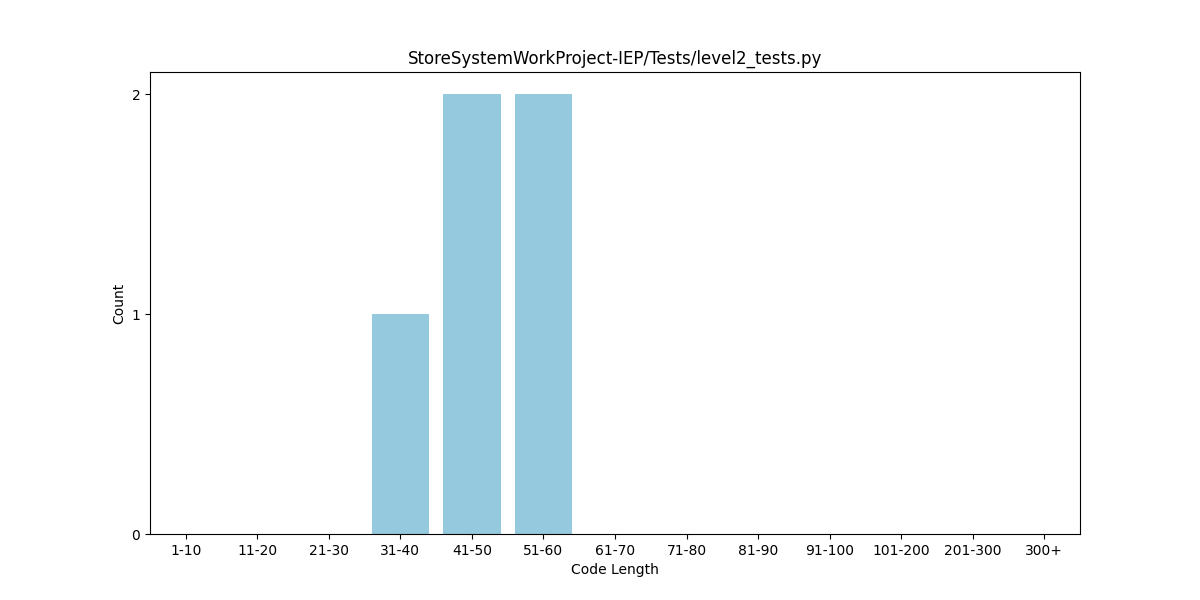 StoreSystemWorkProject-IEP/Tests/level2_tests.py
2
1
0
Count
1-10 11-20 21-30 31-40 41-50 51-60 61-70 71-80 81-90 91-100 101-200 201-300 300+
Code Length